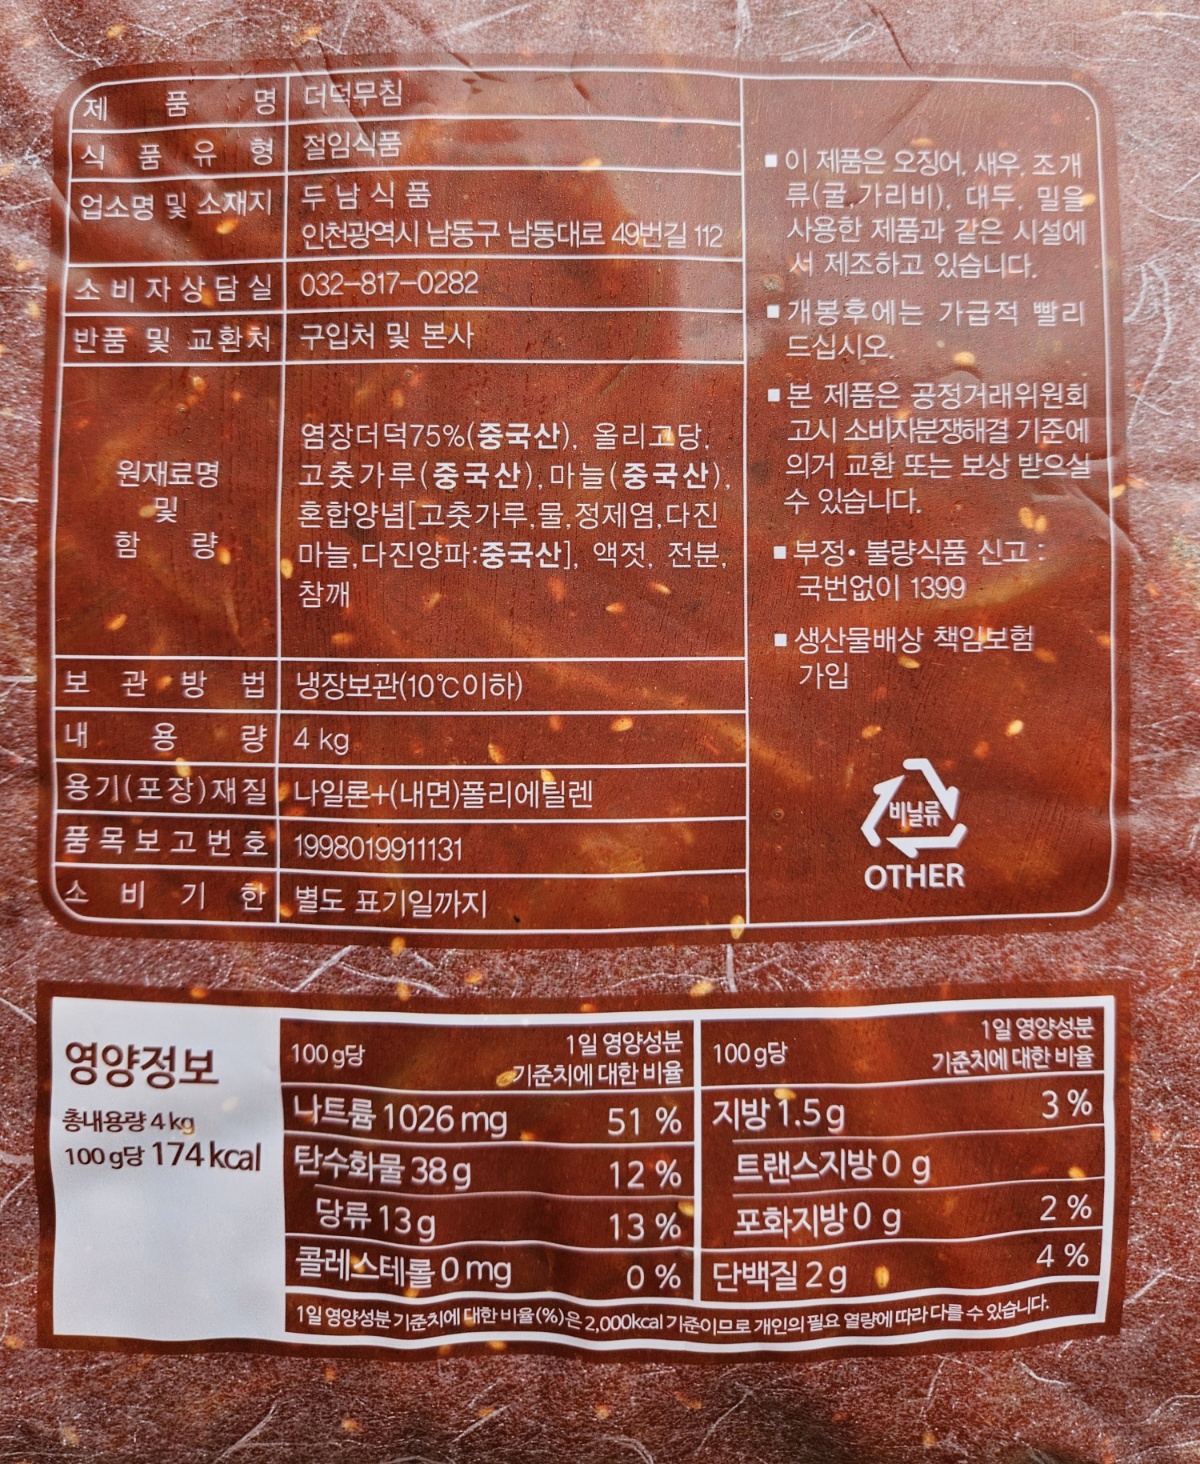 제 품 명 더덕무침
식 품 유 형 절임식품
업소명 및 소재지 두남식품
인천광역시 남동구 남동대로 49번길 112
소비자상담실 032-817-0282
반품 및 교환처 구입처 및 본사
원재료명
및
함 량
염장더덕75%(중국산), 올리고당,
고춧가루(중국산), 마늘(중국산),
혼합양념[고춧가루,물,정제염,다진
마늘,다진양파:중국산], 액젓, 전분,
참깨
보 관 방 법 냉장보관(10℃이하)
내 용 량 4 kg
용기(포장)재질 나일론+(내면)폴리에틸렌
품목보고번호 1998019911131
소 비 기 한 별도 표기일까지
▪ 이 제품은 오징어, 새우, 조개
류(굴,가리비), 대두, 밀을
사용한 제품과 같은 시설에
서 제조하고 있습니다.
▪ 개봉후에는 가급적 빨리
드십시오.
▪ 본 제품은 공정거래위원회
고시 소비자분쟁해결 기준에
의거 교환 또는 보상 받으실
수 있습니다.
▪ 부정• 불량식품 신고 :
국번없이 1399
▪ 생산물배상 책임보험
가입
비닐류
OTHER
영양정보
총내용량 4 kg
100 g당 174 kcal
100 g당 1일 영양성분
기준치에 대한 비율
나트륨 1026 mg 51 %
탄수화물 38 g 12 %
당류 13 g 13 %
콜레스테롤 0 mg 0 %
100 g당 1일 영양성분
기준치에 대한 비율
지방 1.5 g 3 %
트랜스지방 0 g
포화지방 0 g 2 %
단백질 2 g 4 %
1일 영양성분 기준치에 대한 비율(%)은 2,000kcal 기준이므로 개인의 필요 열량에 따라 다를 수 있습니다.